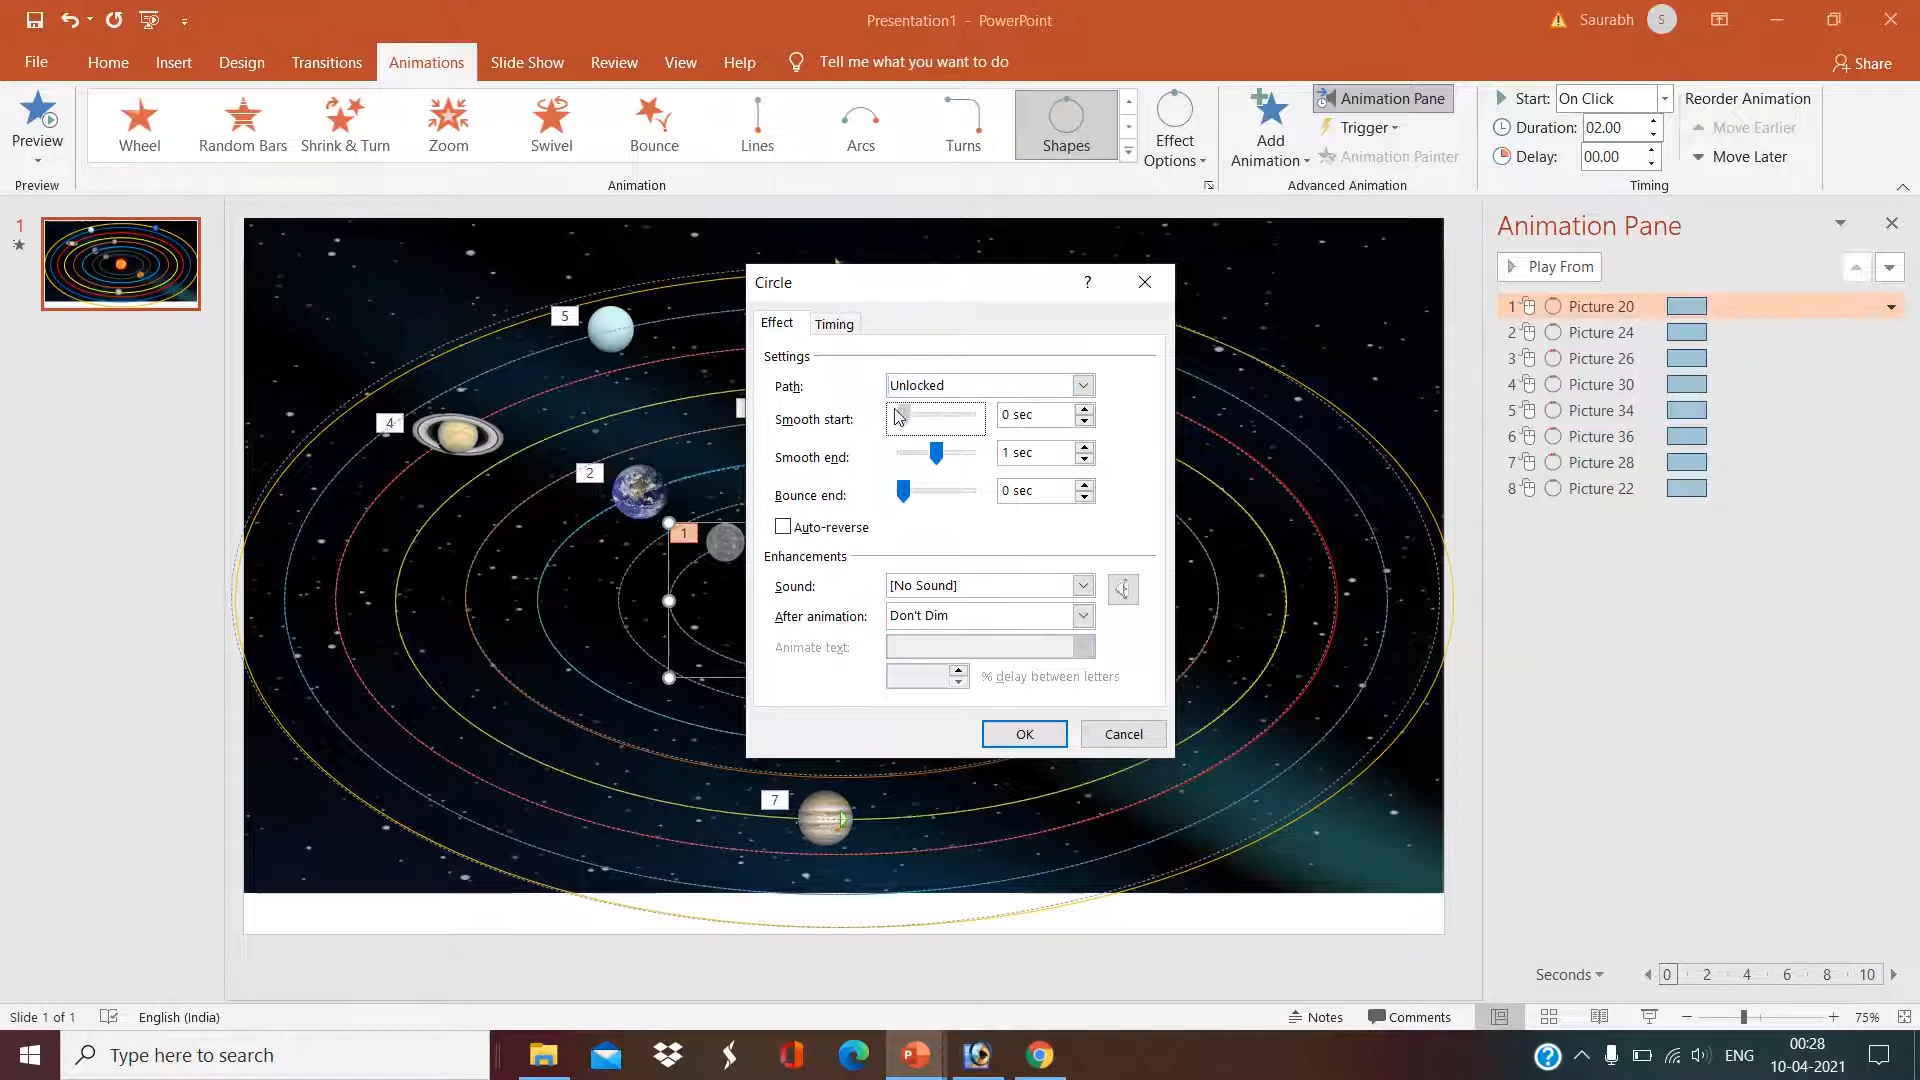 Presentation1 - PowerPoint
Saurabh
S
File
Home
Insert
Design
Transitions
Animations
Slide Show
Review
View
Help
Tell me what you want to do
Share
Preview
Wheel
Random Bars
Shrink & Turn
Zoom
Swivel
Bounce
Lines
Arcs
Turns
Shapes
Effect
Options
Add
Animation
Animation Pane
Trigger
Animation Painter
Start: On Click
Duration: 02.00
Delay: 00.00
Reorder Animation
Move Earlier
Move Later
Preview
Animation
Advanced Animation
Timing
1
5
4
2
1
7
Circle
?
Effect
Timing
Settings
Path: Unlocked
Smooth start: 0 sec
Smooth end: 1 sec
Bounce end: 0 sec
Auto-reverse
Enhancements
Sound: [No Sound]
After animation: Don't Dim
Animate text:
% delay between letters
OK
Cancel
Animation Pane
Play From
1 Picture 20
2 Picture 24
3 Picture 26
4 Picture 30
5 Picture 34
6 Picture 36
7 Picture 28
8 Picture 22
Seconds
0 2 4 6 8 10
Slide 1 of 1
English (India)
Notes
Comments
75%
Type here to search
ENG
00:28
10-04-2021